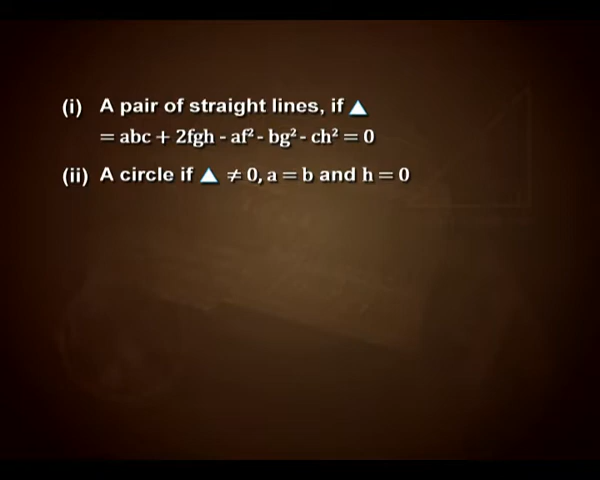 (i) A pair of straight lines, if ▲
= abc + 2fgh - af² - bg² - ch² = 0
(ii) A circle if ▲ ≠ 0, a = b and h = 0